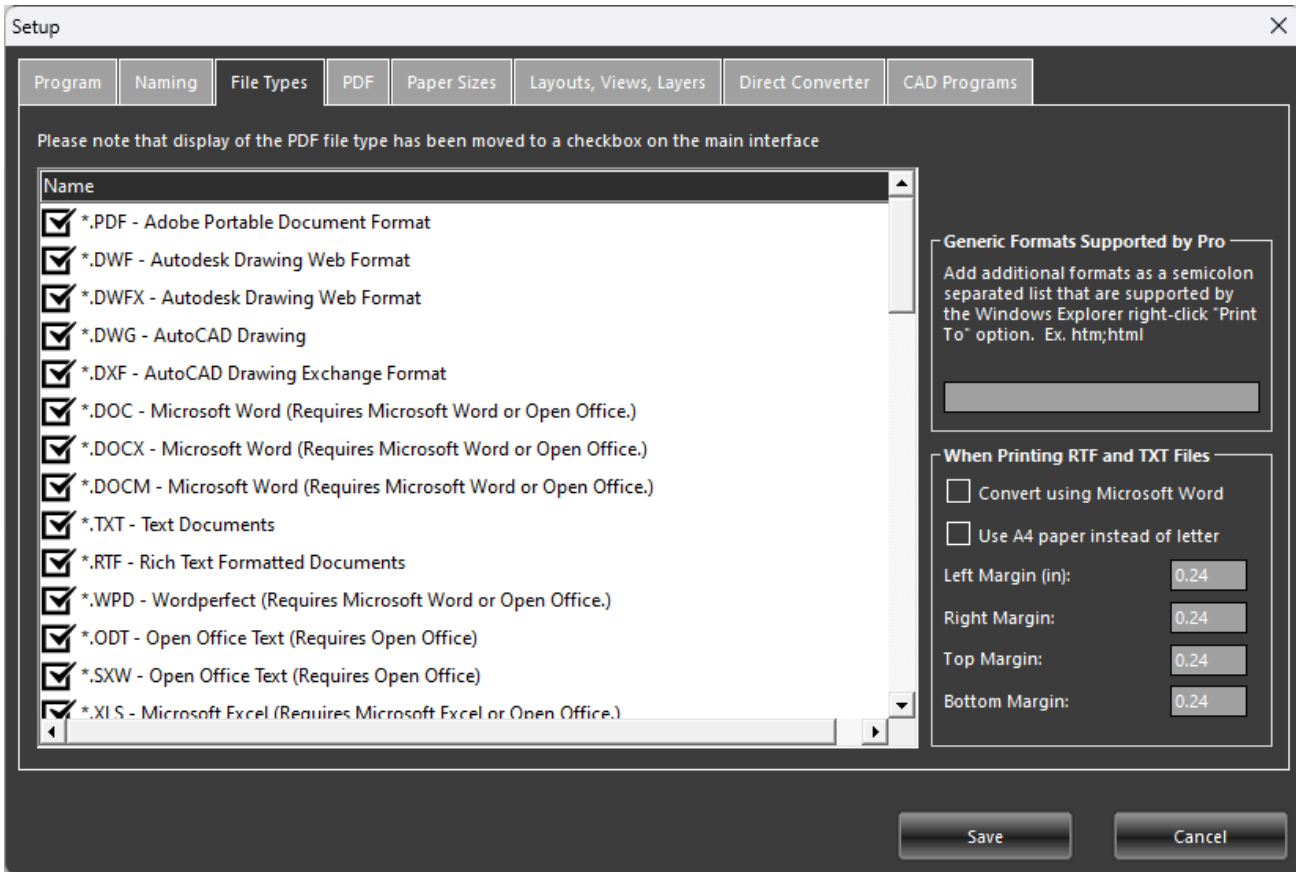 Setup
Program
Naming
File Types
PDF
Paper Sizes
Layouts, Views, Layers
Direct Converter
CAD Programs
Please note that display of the PDF file type has been moved to a checkbox on the main interface
Name
*.PDF - Adobe Portable Document Format
*.DWF - Autodesk Drawing Web Format
*.DWFX - Autodesk Drawing Web Format
*.DWG - AutoCAD Drawing
*.DXF - AutoCAD Drawing Exchange Format
*.DOC - Microsoft Word (Requires Microsoft Word or Open Office.)
*.DOCX - Microsoft Word (Requires Microsoft Word or Open Office.)
*.DOCM - Microsoft Word (Requires Microsoft Word or Open Office.)
*.TXT - Text Documents
*.RTF - Rich Text Formatted Documents
*.WPD - Wordperfect (Requires Microsoft Word or Open Office.)
*.ODT - Open Office Text (Requires Open Office)
*.SXW - Open Office Text (Requires Open Office)
*.XLS - Microsoft Excel (Requires Microsoft Excel or Open Office.)
Generic Formats Supported by Pro
Add additional formats as a semicolon
separated list that are supported by
the Windows Explorer right-click "Print
To" option. Ex. htm;html
When Printing RTF and TXT Files
Convert using Microsoft Word
Use A4 paper instead of letter
Left Margin (in): 0.24
Right Margin: 0.24
Top Margin: 0.24
Bottom Margin: 0.24
Save
Cancel